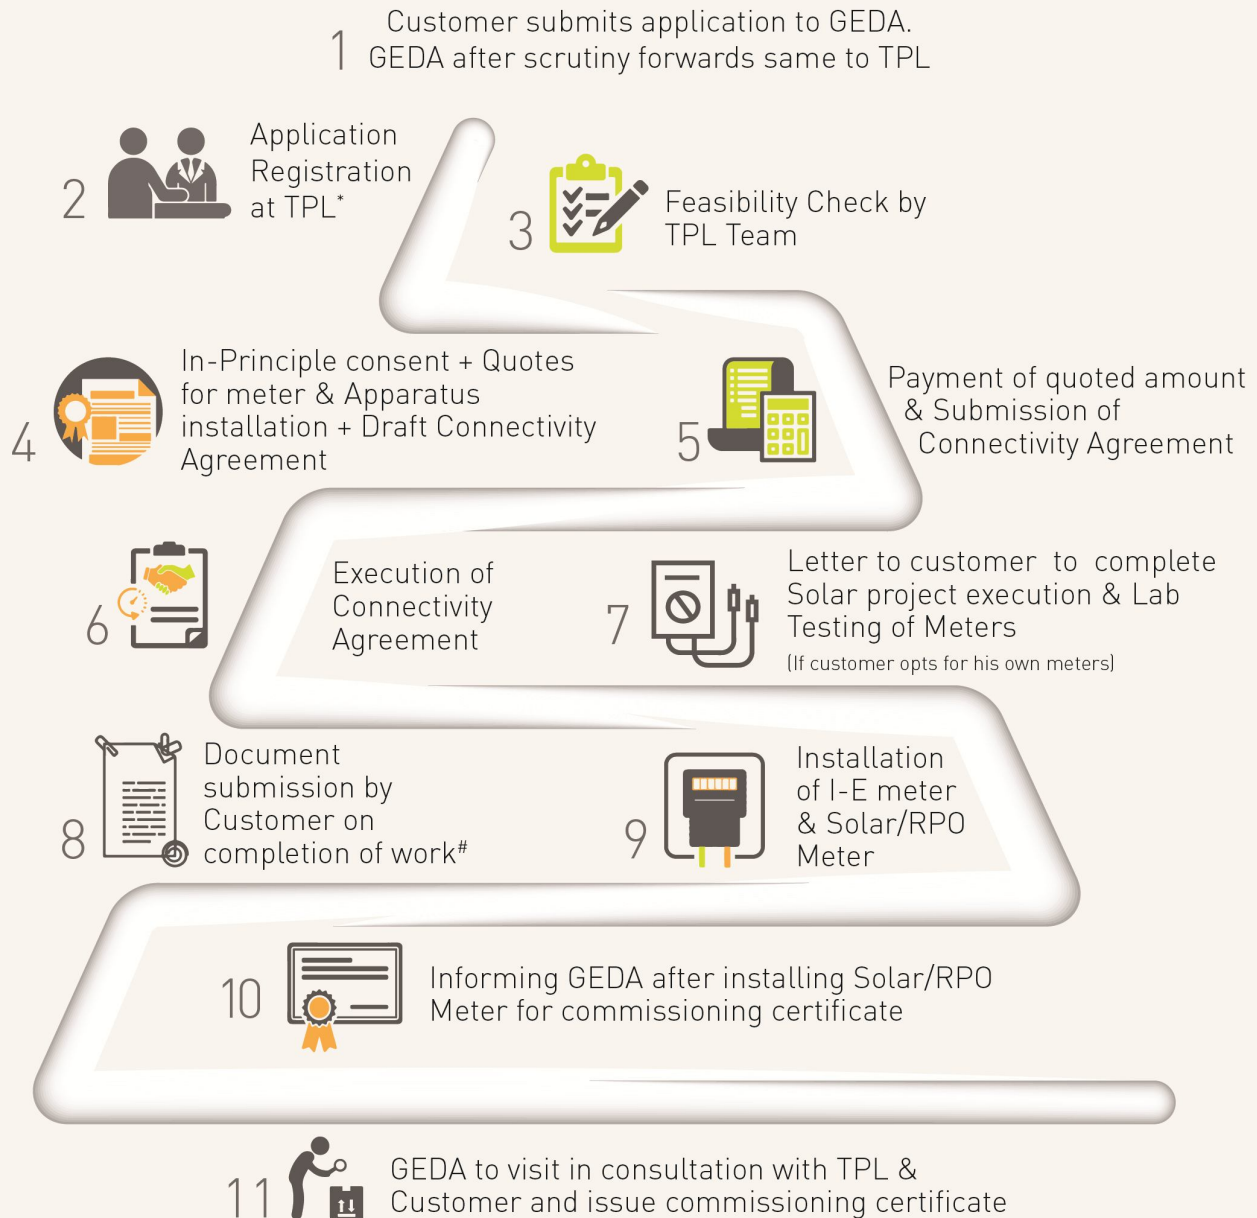 Customer submits application to GEDA.
1 GEDA after scrutiny forwards same to TPL
2
Application
Registration
at TPL*
3
Feasibility Check by
TPL Team
4
In-Principle consent + Quotes
for meter & Apparatus
installation + Draft Connectivity
Agreement
5
Payment of quoted amount
& Submission of
Connectivity Agreement
6
Execution of
Connectivity
Agreement
7
Letter to customer to complete
Solar project execution & Lab
Testing of Meters
(If customer opts for his own meters)
8
Document
submission by
Customer on
completion of work#
9
Installation
of I-E meter
& Solar/RPO
Meter
10
Informing GEDA after installing Solar/RPO
Meter for commissioning certificate
11
GEDA to visit in consultation with TPL &
Customer and issue commissioning certificate